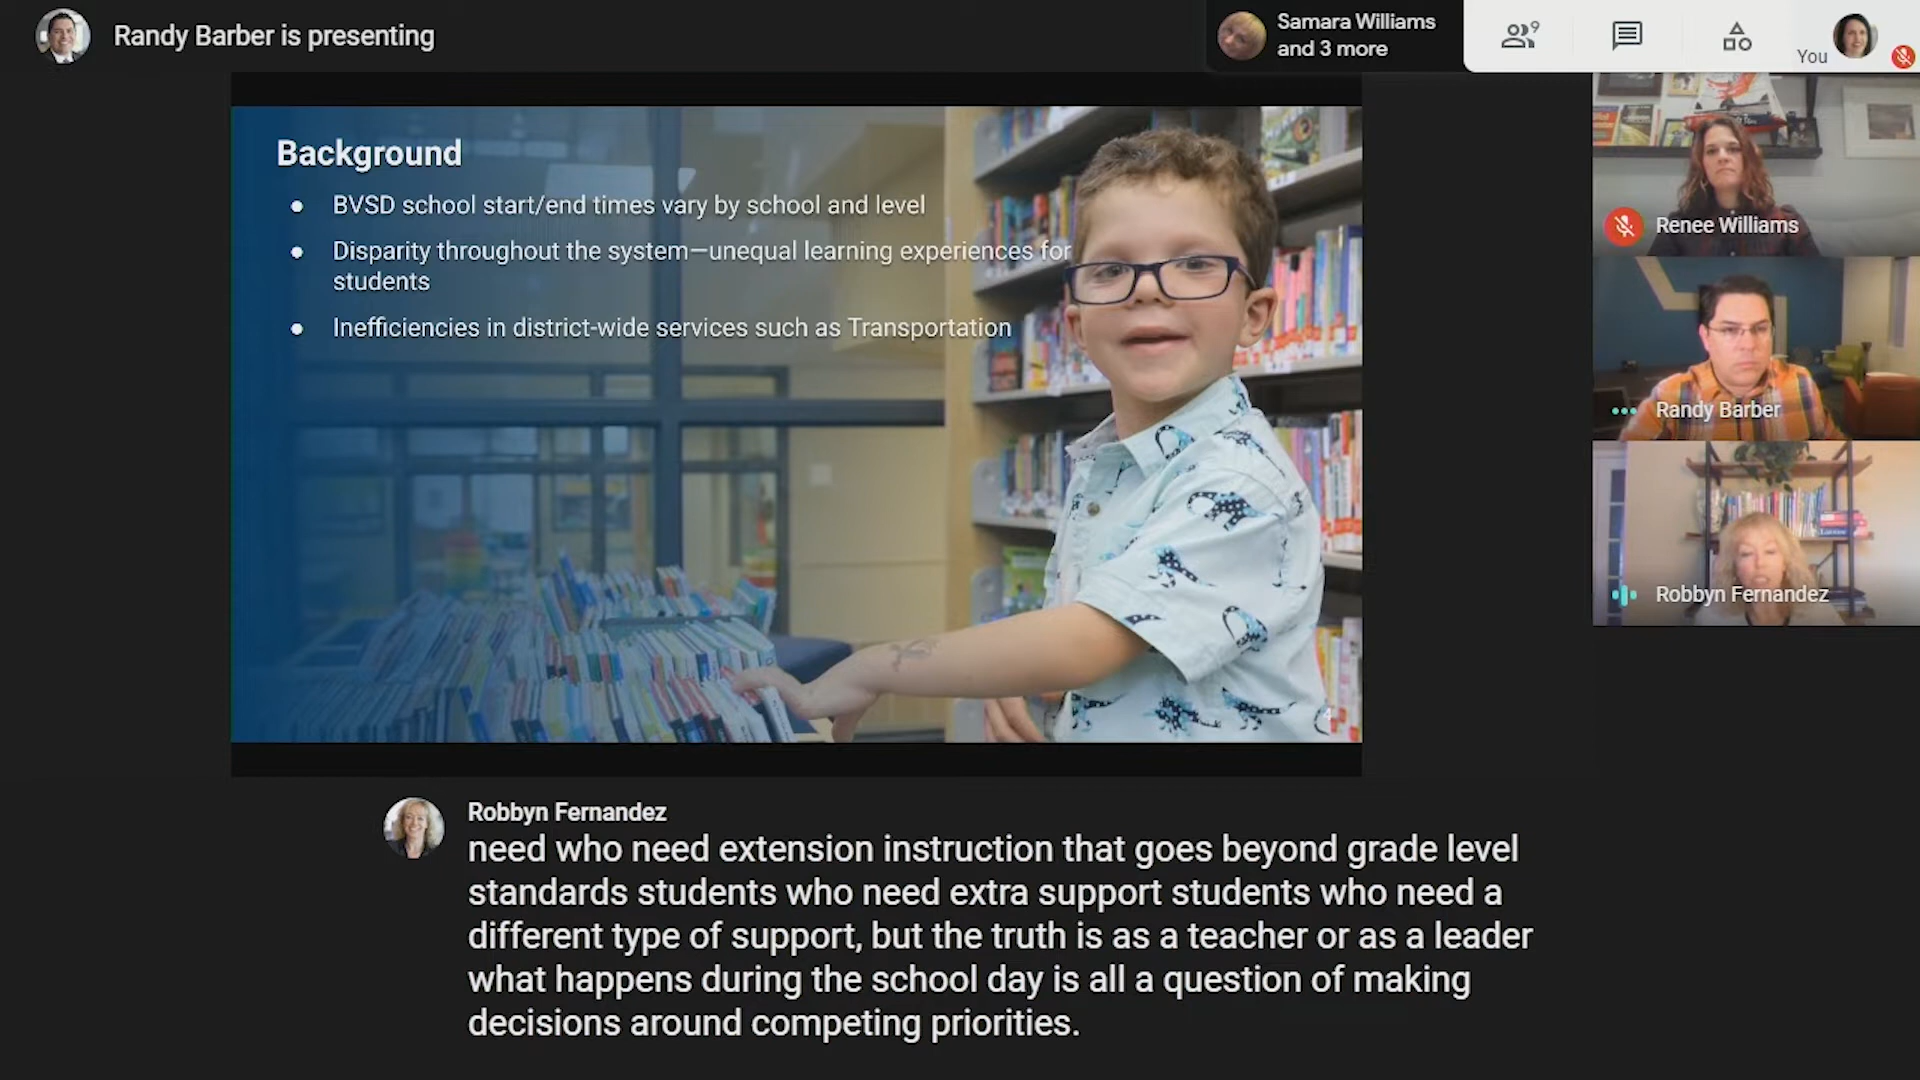 Randy Barber is presenting
Samara Williams
and 3 more
9
You
Background
● BVSD school start/end times vary by school and level
● Disparity throughout the system—unequal learning experiences for
students
● Inefficiencies in district-wide services such as Transportation
Renee Williams
Randy Barber
Robbyn Fernandez
Robbyn Fernandez
need who need extension instruction that goes beyond grade level
standards students who need extra support students who need a
different type of support, but the truth is as a teacher or as a leader
what happens during the school day is all a question of making
decisions around competing priorities.